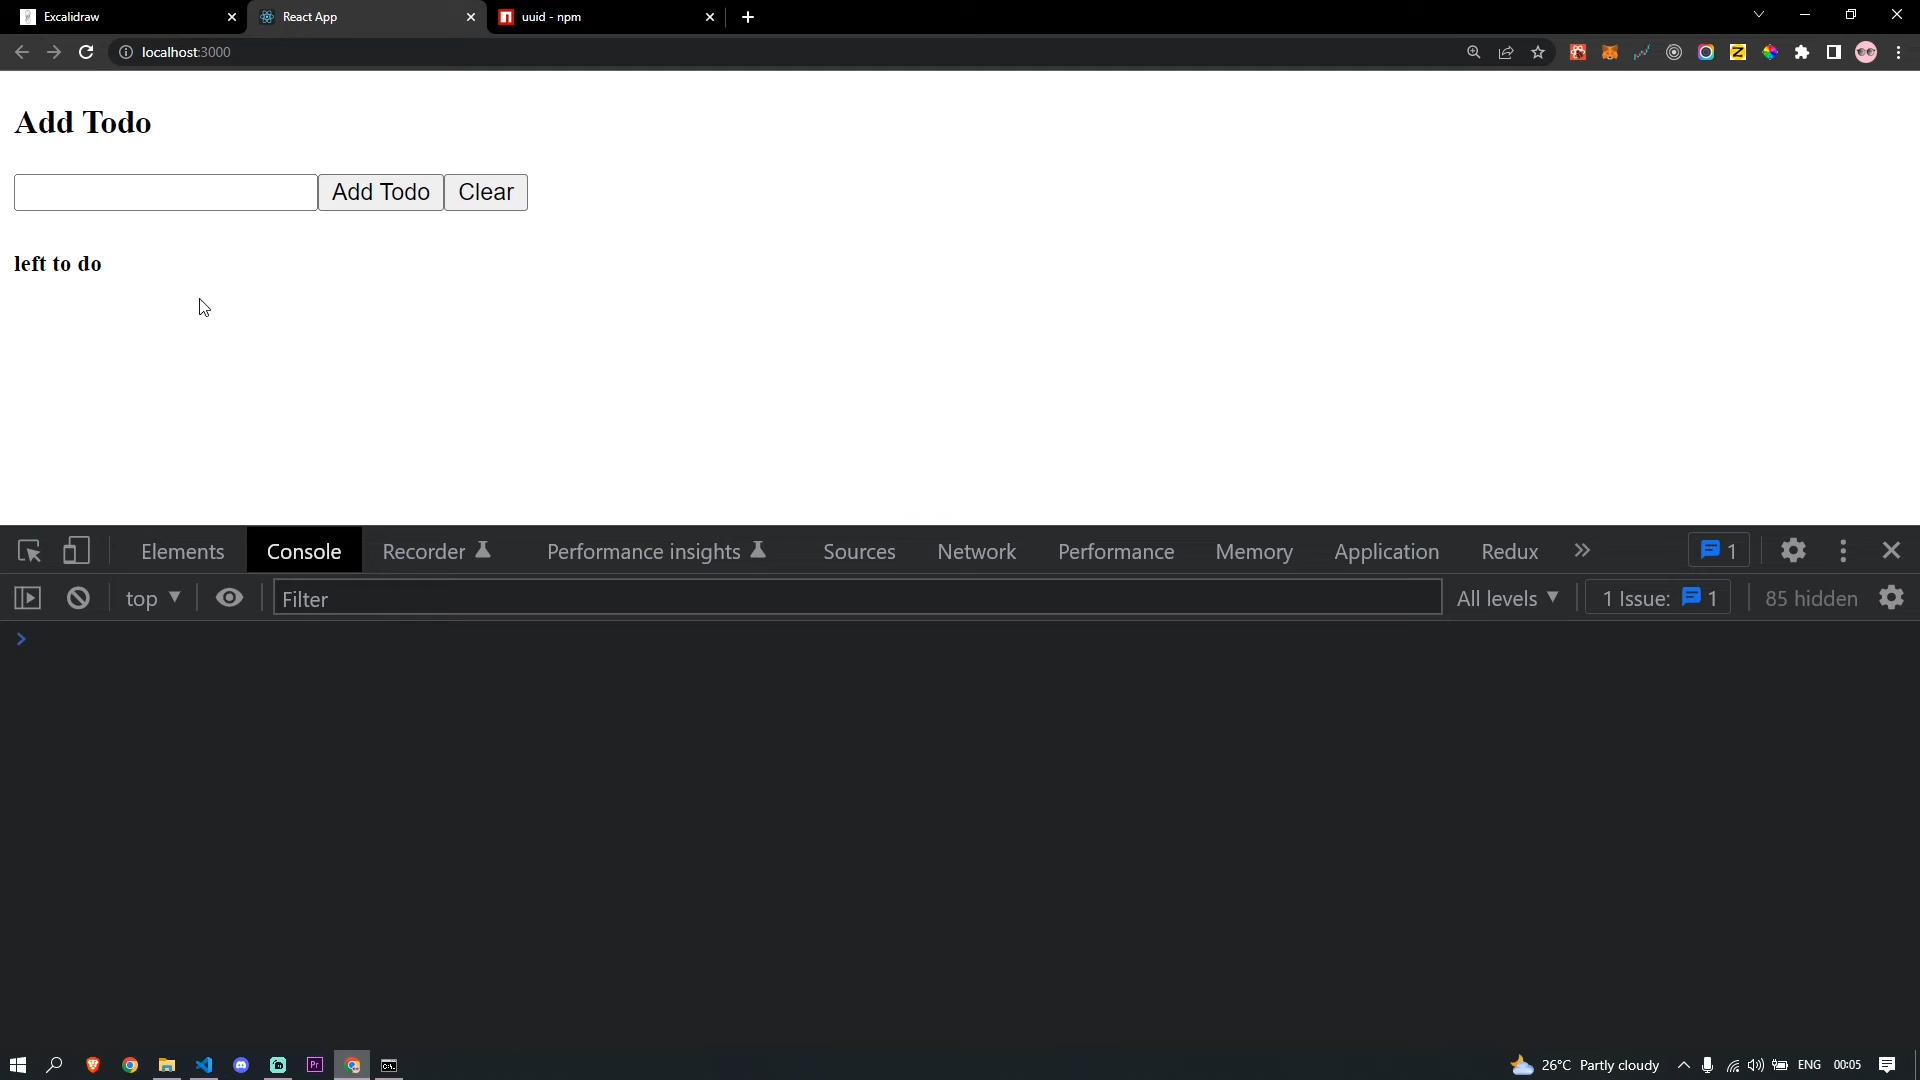 Excalidraw
React App
uuid - npm
localhost:3000
Add Todo
Add Todo Clear
left to do
Elements Console Recorder Performance insights Sources Network Performance Memory Application Redux 1
top Filter All levels 1 Issue: 1 85 hidden
26°C Partly cloudy ENG 00:05